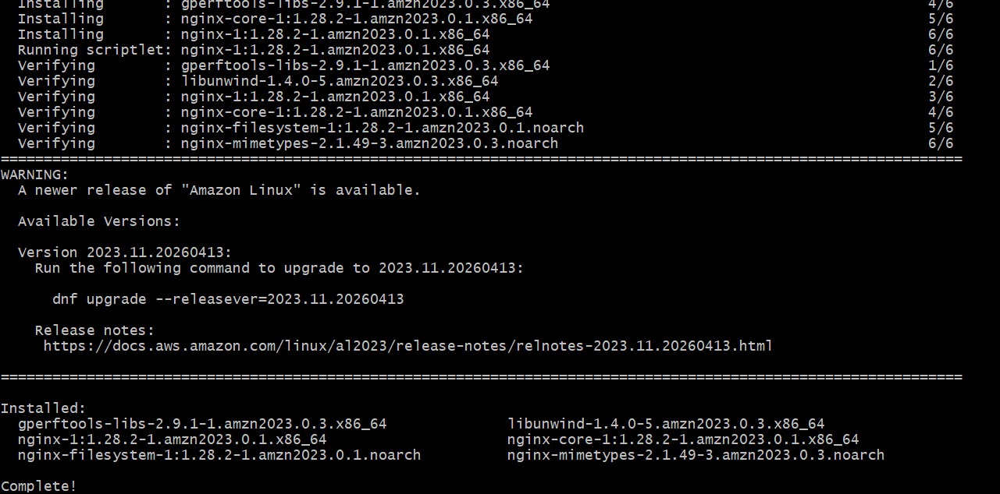 Installing       : gperftools-libs-2.9.1-1.amzn2023.0.3.x86_64                                            4/6
  Installing       : nginx-core-1:1.28.2-1.amzn2023.0.1.x86_64                                              5/6
  Installing       : nginx-1:1.28.2-1.amzn2023.0.1.x86_64                                                   6/6
  Running scriptlet: nginx-1:1.28.2-1.amzn2023.0.1.x86_64                                                   6/6
  Verifying        : gperftools-libs-2.9.1-1.amzn2023.0.3.x86_64                                            1/6
  Verifying        : libunwind-1.4.0-5.amzn2023.0.3.x86_64                                                  2/6
  Verifying        : nginx-1:1.28.2-1.amzn2023.0.1.x86_64                                                   3/6
  Verifying        : nginx-core-1:1.28.2-1.amzn2023.0.1.x86_64                                              4/6
  Verifying        : nginx-filesystem-1:1.28.2-1.amzn2023.0.1.noarch                                        5/6
  Verifying        : nginx-mimetypes-2.1.49-3.amzn2023.0.3.noarch                                           6/6
================================================================================================================
WARNING:
  A newer release of "Amazon Linux" is available.

  Available Versions:

  Version 2023.11.20260413:
    Run the following command to upgrade to 2023.11.20260413:

      dnf upgrade --releasever=2023.11.20260413

    Release notes:
     https://docs.aws.amazon.com/linux/al2023/release-notes/relnotes-2023.11.20260413.html

================================================================================================================

Installed:
  gperftools-libs-2.9.1-1.amzn2023.0.3.x86_64              libunwind-1.4.0-5.amzn2023.0.3.x86_64
  nginx-1:1.28.2-1.amzn2023.0.1.x86_64                     nginx-core-1:1.28.2-1.amzn2023.0.1.x86_64
  nginx-filesystem-1:1.28.2-1.amzn2023.0.1.noarch          nginx-mimetypes-2.1.49-3.amzn2023.0.3.noarch

Complete!